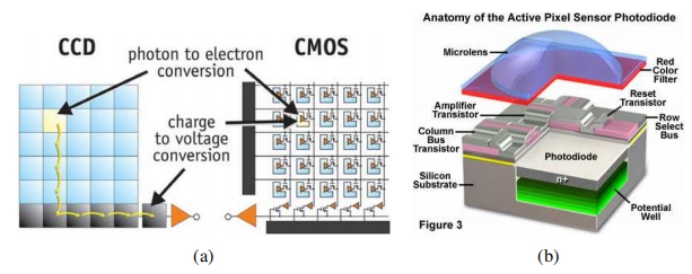 CCD
photon to electron
conversion
CMOS
charge
to voltage
conversion
(a)
Anatomy of the Active Pixel Sensor Photodiode
Microlens
Red
Color
Filter
Reset
Transistor
Amplifier
Transistor
Row
Select
Bus
Column
Bus
Transistor
Photodiode
Silicon
Substrate
n+
Potential
Well
Figure 3
(b)